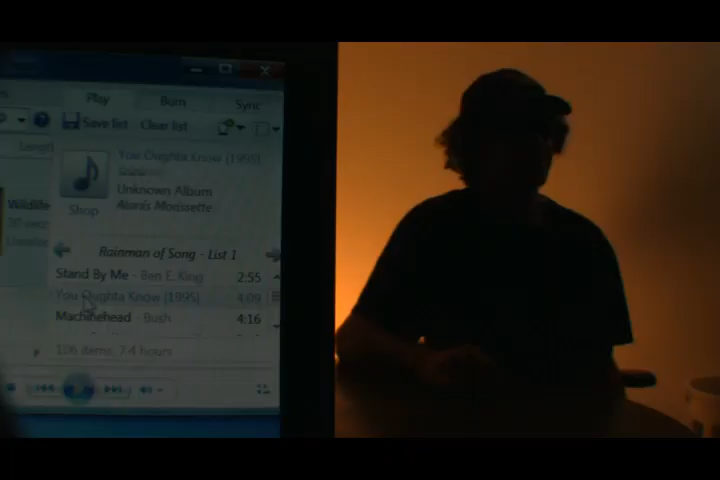 Play Burn Sync
Save list Clear list
Length
You Oughta Know (1995)
Unknown Album
Alanis Morissette
Shop
Wildlife
Rainman of Song - List 1
Stand By Me - Ben E. King 2:55
You Oughta Know (1995) 4:09
Machinehead Bush 4:16
106 items, 7.4 hours